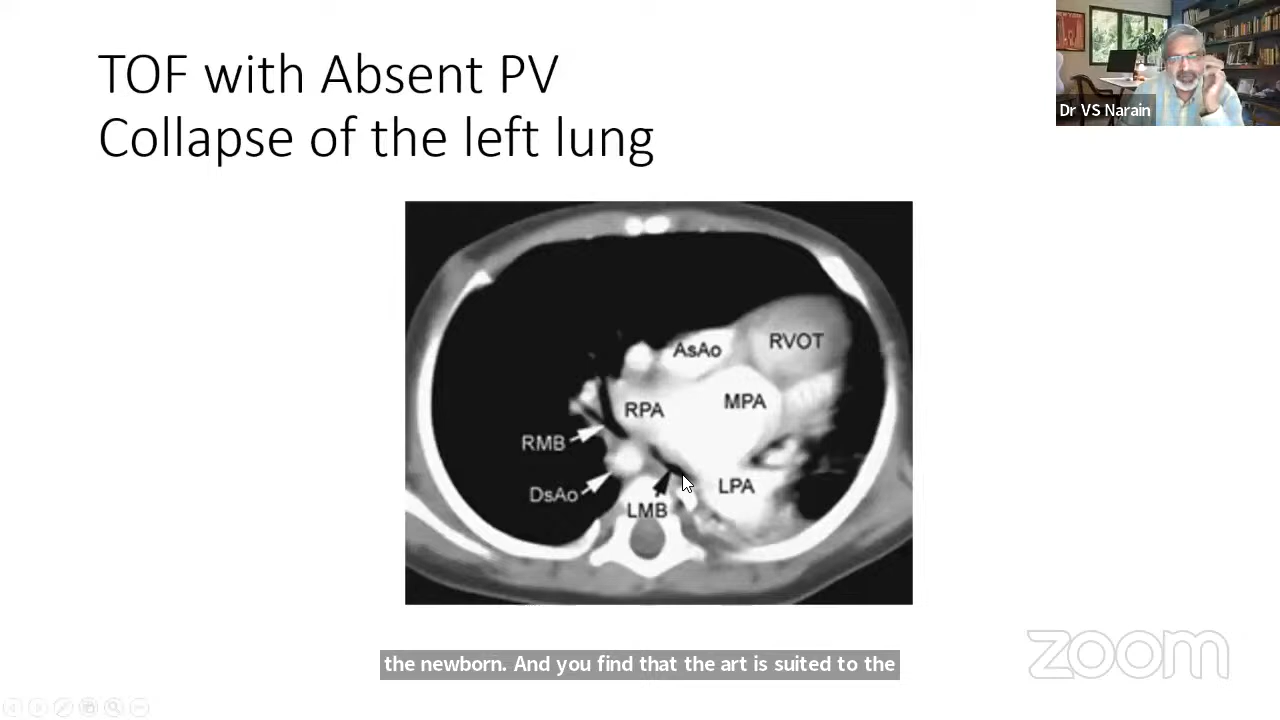 TOF with Absent PV
Collapse of the left lung
Dr VS Narain
AsAo
RVOT
RPA
MPA
RMB
DsAo
LMB
LPA
the newborn. And you find that the art is suited to the
zoom